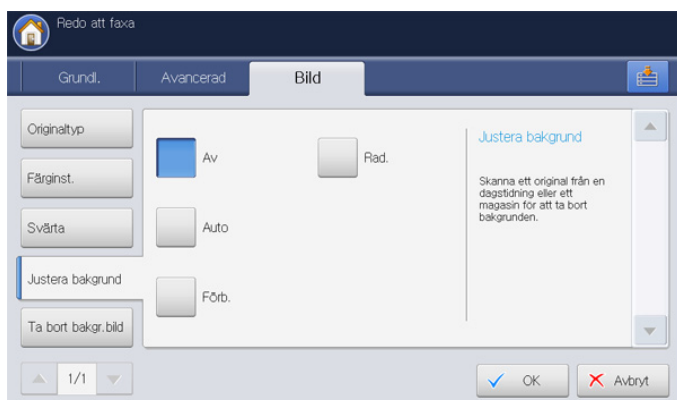 Redo att faxa
Grundl.
Avancerad
Bild
Originaltyp
Färginst.
Svärta
Justera bakgrund
Ta bort bakgr.bild
1/1
Av
Rad.
Auto
Förb.
Justera bakgrund
Skanna ett original från en
dagstidning eller ett
magasin för att ta bort
bakgrunden.
OK
Avbryt